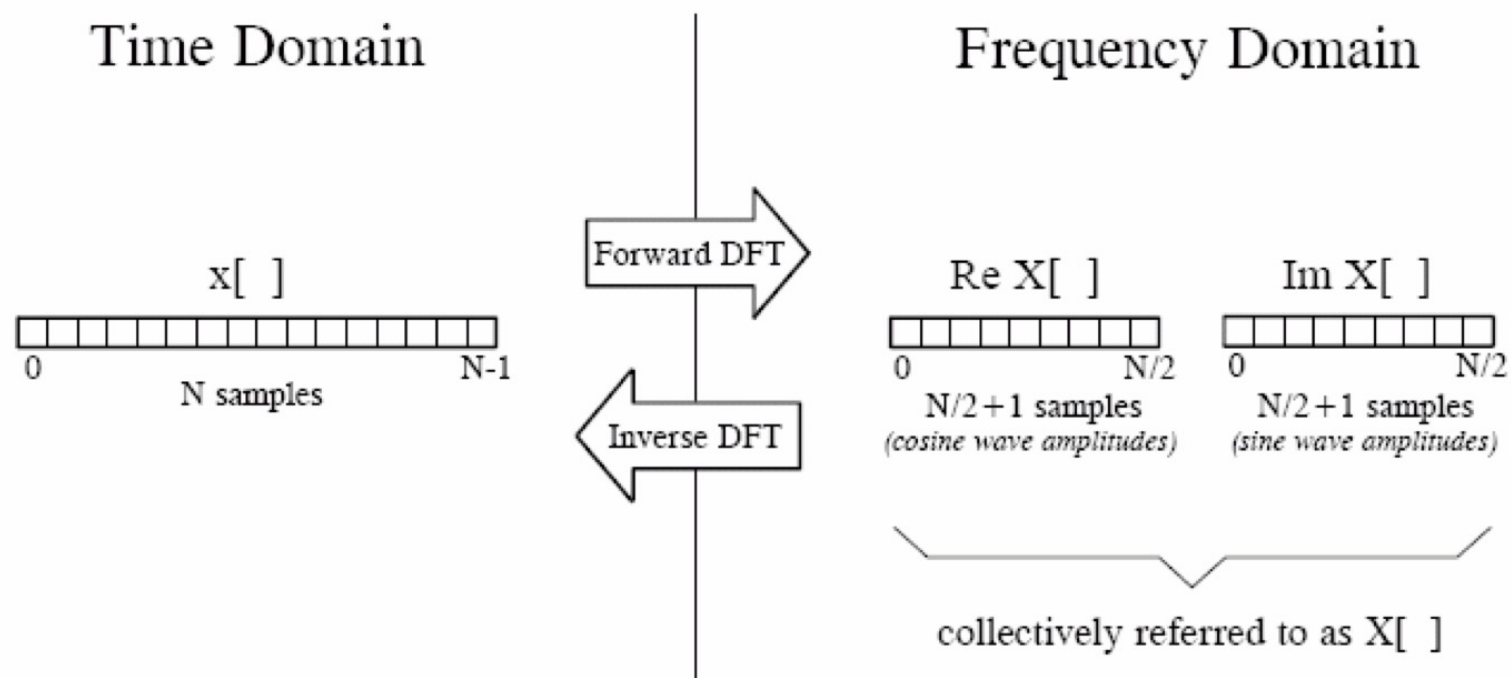 Time Domain
Frequency Domain
Forward DFT
x[ ]
Re X[ ]
Im X[ ]
0
N-1
0
N/2
0
N/2
N samples
N/2+1 samples
N/2+1 samples
(cosine wave amplitudes)
(sine wave amplitudes)
Inverse DFT
collectively referred to as X[ ]